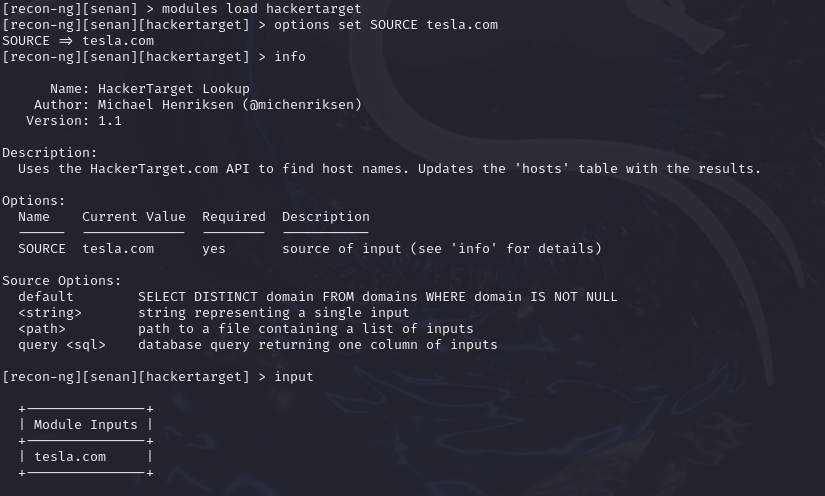 [recon-ng][senan] > modules load hackertarget
[recon-ng][senan][hackertarget] > options set SOURCE tesla.com
SOURCE ⇒ tesla.com
[recon-ng][senan][hackertarget] > info
Name: HackerTarget Lookup
Author: Michael Henriksen (@michenriksen)
Version: 1.1
Description:
Uses the HackerTarget.com API to find host names. Updates the 'hosts' table with the results.
Options:
Name Current Value Required Description
SOURCE tesla.com yes source of input (see 'info' for details)
Source Options:
default SELECT DISTINCT domain FROM domains WHERE domain IS NOT NULL
<string> string representing a single input
<path> path to a file containing a list of inputs
query <sql> database query returning one column of inputs
[recon-ng][senan][hackertarget] > input
| Module Inputs |
| tesla.com |